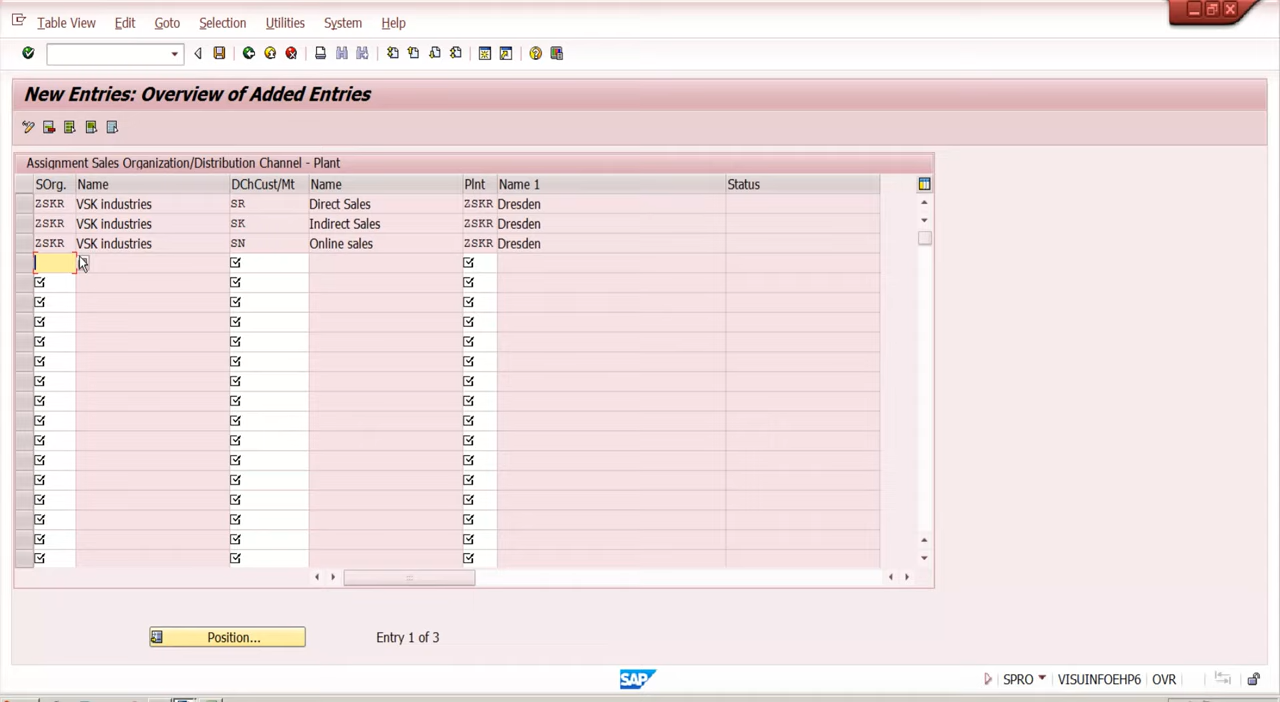 Table View Edit Goto Selection Utilities System Help
New Entries: Overview of Added Entries
Assignment Sales Organization/Distribution Channel - Plant
SOrg. Name DChCust/Mt Name Plnt Name 1 Status
ZSKR VSK industries SR Direct Sales ZSKR Dresden
ZSKR VSK industries SK Indirect Sales ZSKR Dresden
ZSKR VSK industries SN Online sales ZSKR Dresden
Position... Entry 1 of 3
SAP SPRO VISUINFOEHP6 OVR